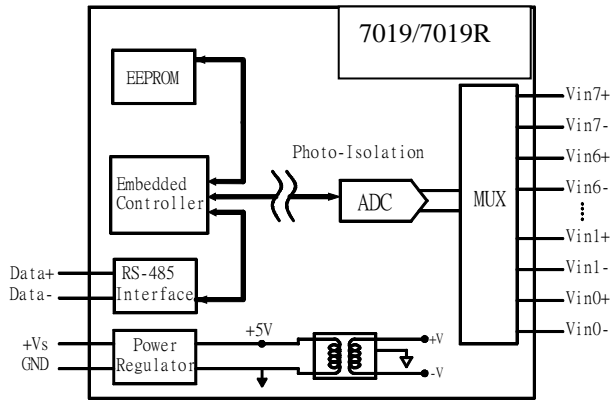 7019/7019R
EEPROM
Photo-Isolation
Embedded
Controller
ADC
MUX
Vin7+
Vin7-
Vin6+
Vin6-
Vin1+
Vin1-
Vin0+
Vin0-
Data+
Data-
RS-485
Interface
+Vs
GND
Power
Regulator
+5V
+V
-V